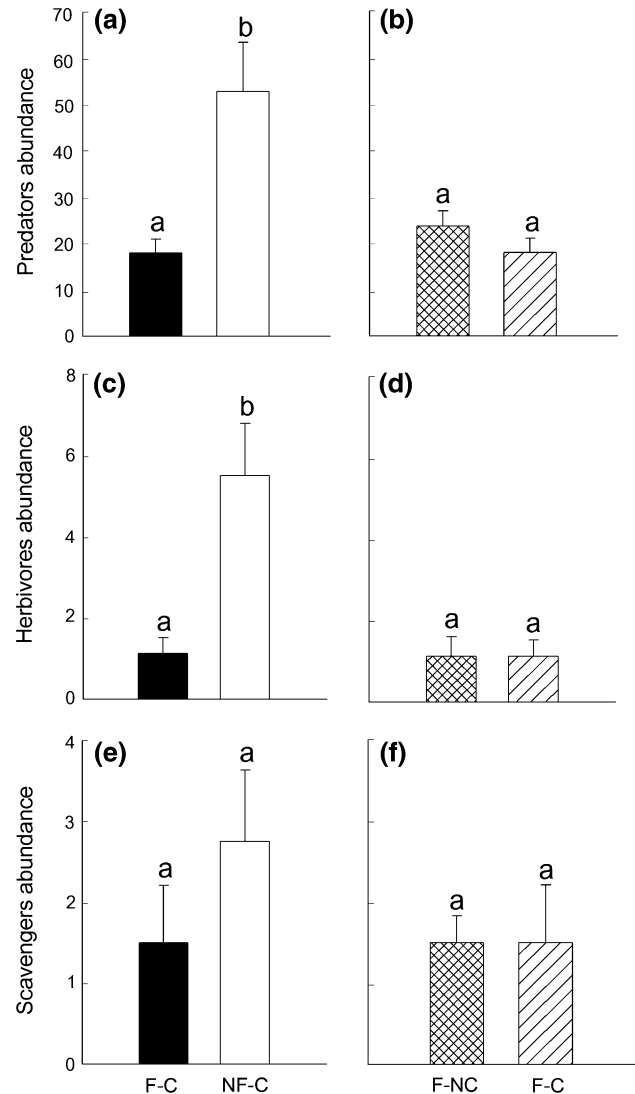 (a)
(b)
Predators abundance
70
60
50
40
30
20
10
0
a
b
a
a
(c)
(d)
Herbivores abundance
8
6
4
2
0
a
b
a
a
(e)
(f)
Scavengers abundance
4
3
2
1
0
a
a
a
a
F-C
NF-C
F-NC
F-C